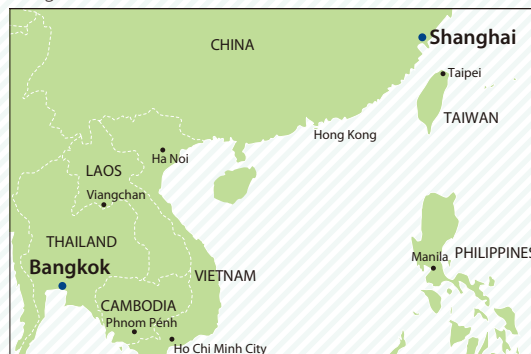 Shanghai
CHINA
Taipei
TAIWAN
Hong Kong
Ha Noi
LAOS
Viangchan
THAILAND
Manila
PHILIPPINES
Bangkok
VIETNAM
CAMBODIA
Phnom Pénh
Ho Chi Minh City